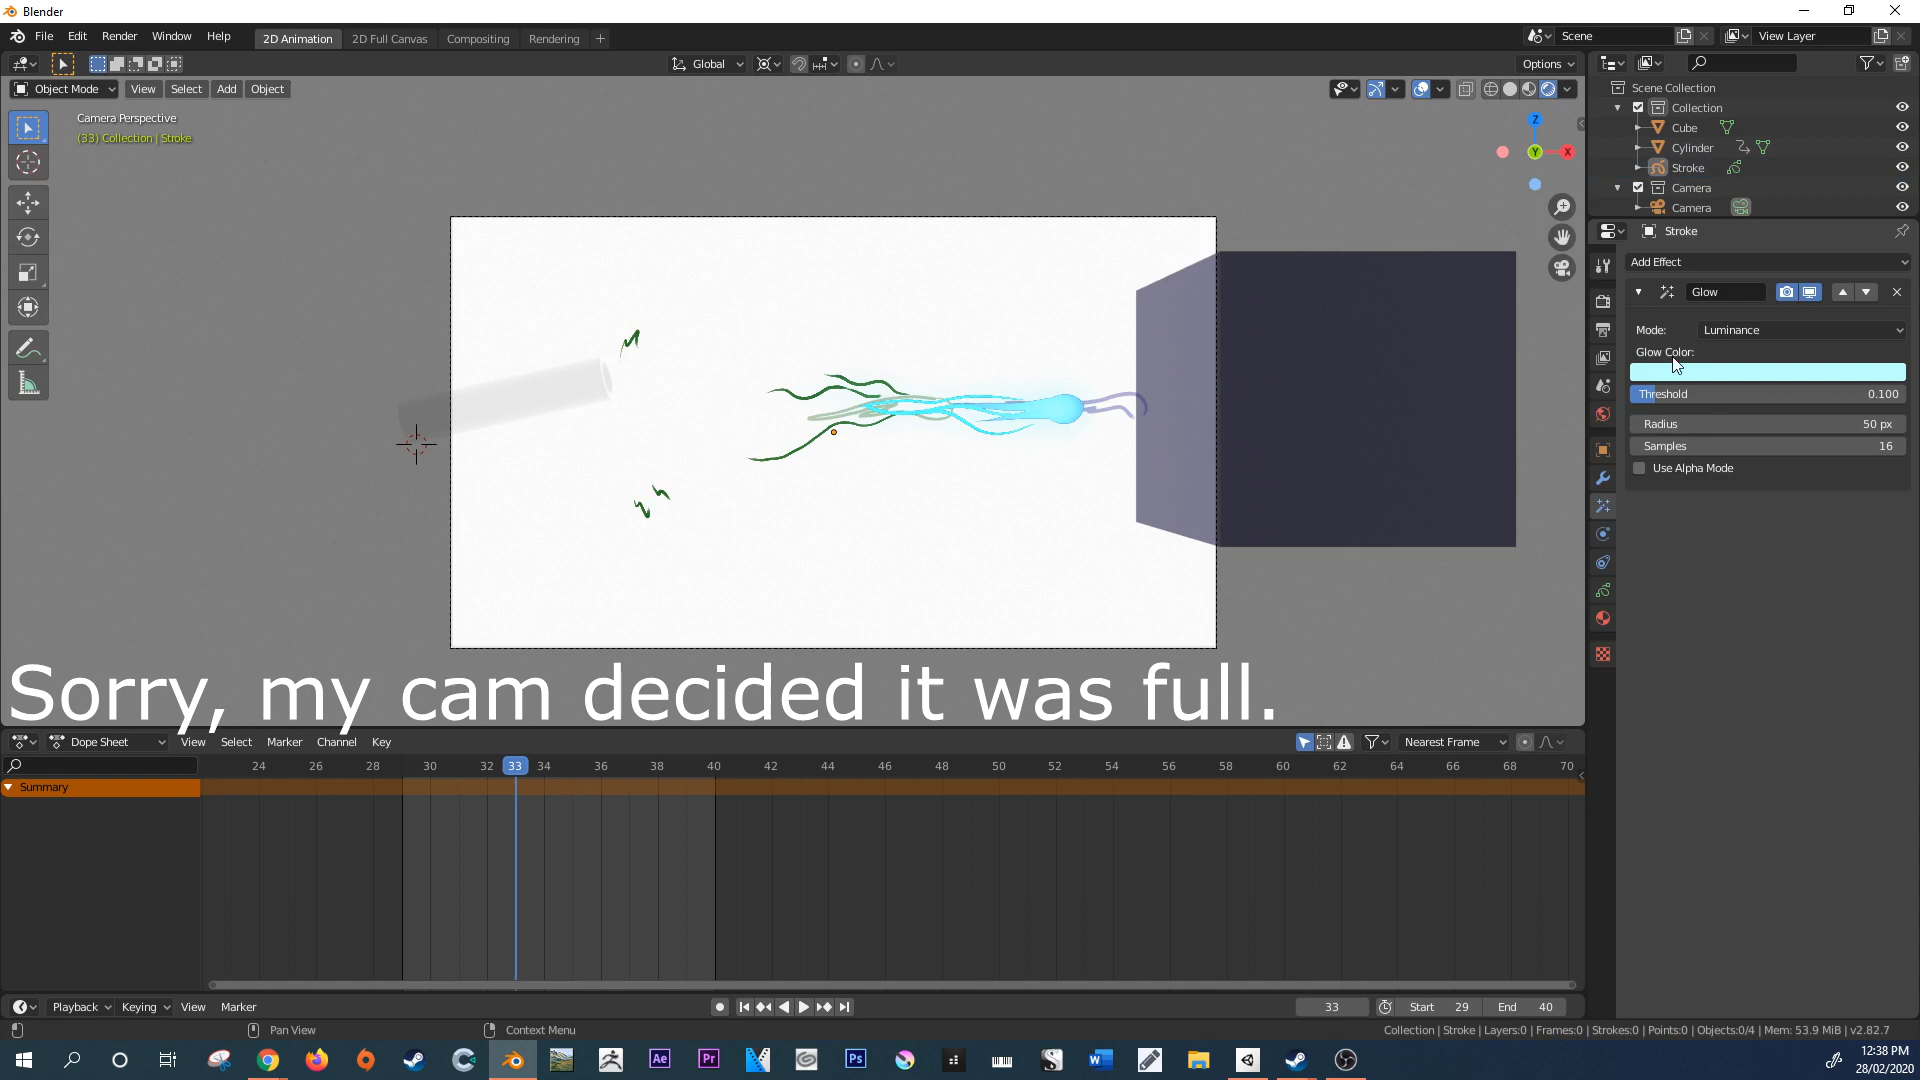 Blender
File Edit Render Window Help 2D Animation 2D Full Canvas Compositing Rendering + Scene View Layer
Global Options
Object Mode View Select Add Object
Scene Collection
Collection
Cube
Cylinder
Stroke
Camera
Camera
Camera Perspective
(33) Collection | Stroke
Z
Y X
Stroke
Add Effect
Glow
Mode: Luminance
Glow Color:
Threshold 0.100
Radius 50 px
Samples 16
Use Alpha Mode
Sorry, my cam decided it was full.
Dope Sheet View Select Marker Channel Key Nearest Frame
24 26 28 30 32 33 34 36 38 40 42 44 46 48 50 52 54 56 58 60 62 64 66 68 70
Summary
Playback Keying View Marker 33 Start 29 End 40
Pan View Context Menu Collection | Stroke | Layers:0 | Frames:0 | Strokes:0 | Points:0 | Objects:0/4 | Mem: 53.9 MiB | v2.82.7
Ae Pr Ps
12:38 PM
28/02/2020